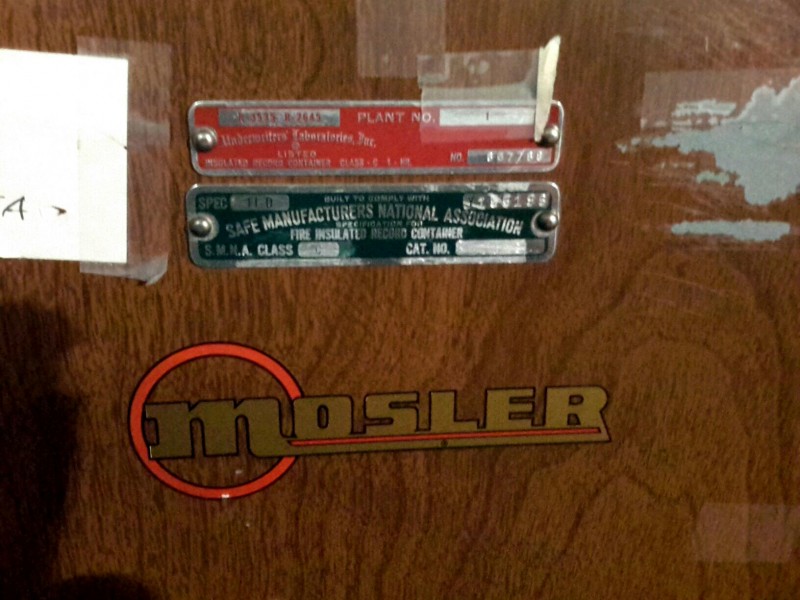 PLANT NO. 1
Underwriters' Laboratories, Inc.
LISTED
INSULATED RECORD CONTAINER CLASS-C 1-HR.
NO.
SPEC BUILT TO COMPLY WITH
SAFE MANUFACTURERS NATIONAL ASSOCIATION
SPECIFICATION FOR
FIRE INSULATED RECORD CONTAINER
S.M.N.A. CLASS C CAT. NO.
MOSLER